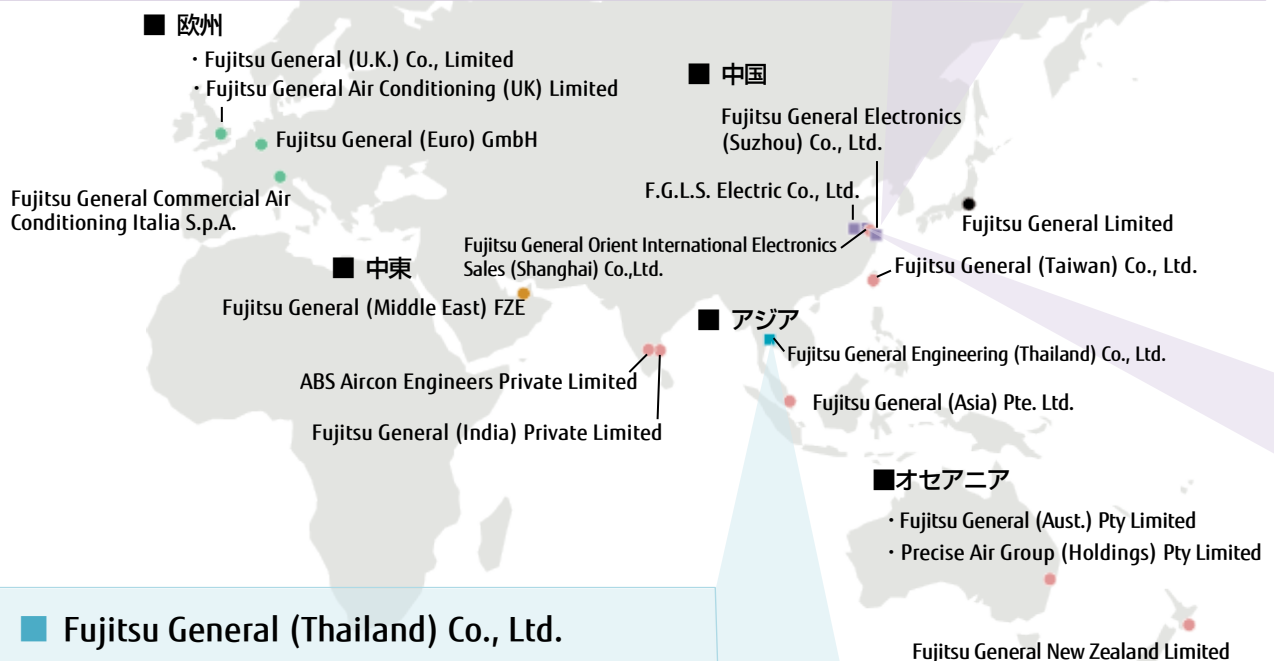 ■ 欧州
・Fujitsu General (U.K.) Co., Limited
・Fujitsu General Air Conditioning (UK) Limited
Fujitsu General (Euro) GmbH
Fujitsu General Commercial Air
Conditioning Italia S.p.A.
■ 中国
Fujitsu General Electronics
(Suzhou) Co., Ltd.
F.G.L.S. Electric Co., Ltd.
Fujitsu General Orient International Electronics
Sales (Shanghai) Co.,Ltd.
Fujitsu General Limited
Fujitsu General (Taiwan) Co., Ltd.
■ 中東
Fujitsu General (Middle East) FZE
■ アジア
Fujitsu General Engineering (Thailand) Co., Ltd.
ABS Aircon Engineers Private Limited
Fujitsu General (Asia) Pte. Ltd.
Fujitsu General (India) Private Limited
■オセアニア
・Fujitsu General (Aust.) Pty Limited
・Precise Air Group (Holdings) Pty Limited
Fujitsu General New Zealand Limited
■ Fujitsu General (Thailand) Co., Ltd.